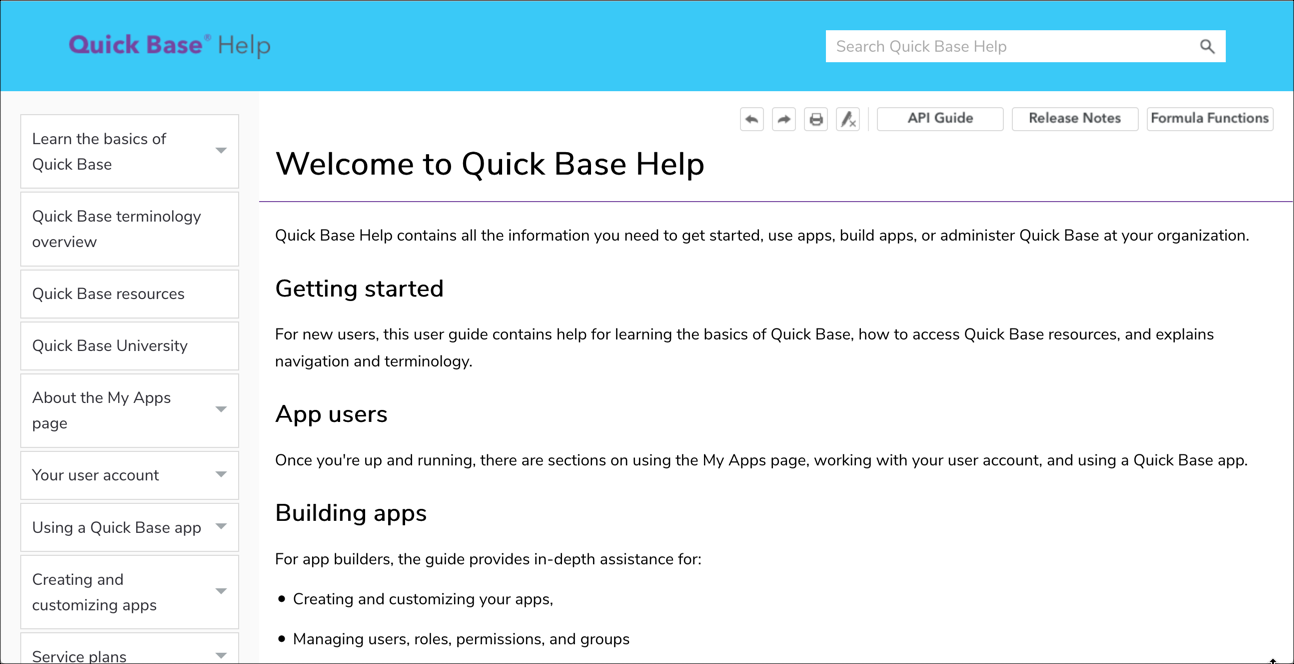 Quick Base® Help
Search Quick Base Help
Learn the basics of
Quick Base
Quick Base terminology
overview
Quick Base resources
Quick Base University
About the My Apps
page
Your user account
Using a Quick Base app
Creating and
customizing apps
Service plans
API Guide
Release Notes
Formula Functions
Welcome to Quick Base Help
Quick Base Help contains all the information you need to get started, use apps, build apps, or administer Quick Base at your organization.
Getting started
For new users, this user guide contains help for learning the basics of Quick Base, how to access Quick Base resources, and explains
navigation and terminology.
App users
Once you're up and running, there are sections on using the My Apps page, working with your user account, and using a Quick Base app.
Building apps
For app builders, the guide provides in-depth assistance for:
• Creating and customizing your apps,
• Managing users, roles, permissions, and groups